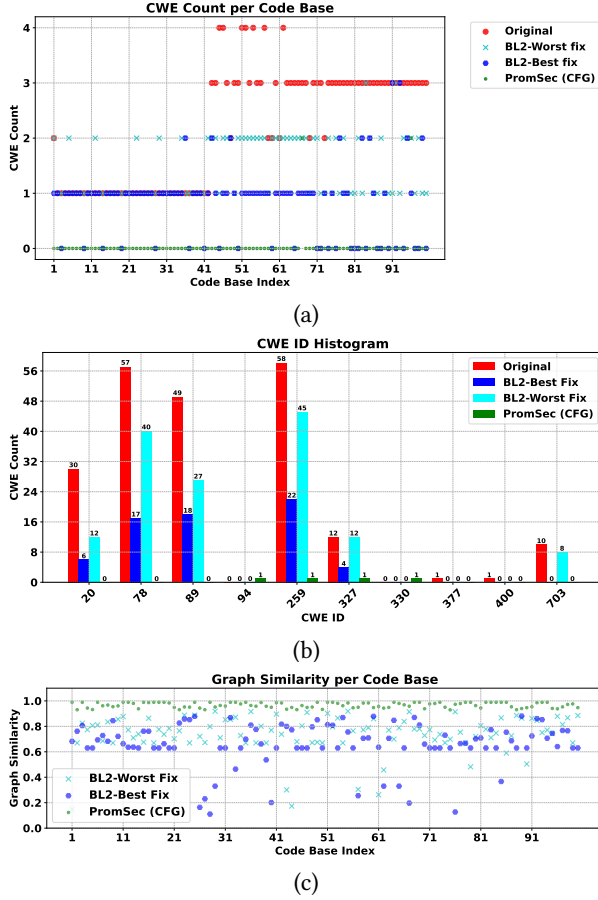 CWE Count per Code Base
CWE Count
4
3
2
1
0
1 11 21 31 41 51 61 71 81 91
Code Base Index
Original
BL2-Worst fix
BL2-Best fix
PromSec (CFG)
(a)
CWE ID Histogram
CWE Count
56
48
40
32
24
16
8
0
30 6 12 0
57 17 40 0
49 18 27 0
0 0 0 1
58 22 45 1
12 4 12 1
0 0 0 1
1 0 0 0
1 0 0 0
10 0 8 0
20 78 89 94 259 327 330 377 400 703
CWE ID
Original
BL2-Best Fix
BL2-Worst Fix
PromSec (CFG)
(b)
Graph Similarity per Code Base
Graph Similarity
1.0
0.8
0.6
0.4
0.2
0.0
BL2-Worst Fix
BL2-Best Fix
PromSec (CFG)
1 11 21 31 41 51 61 71 81 91
Code Base Index
(c)